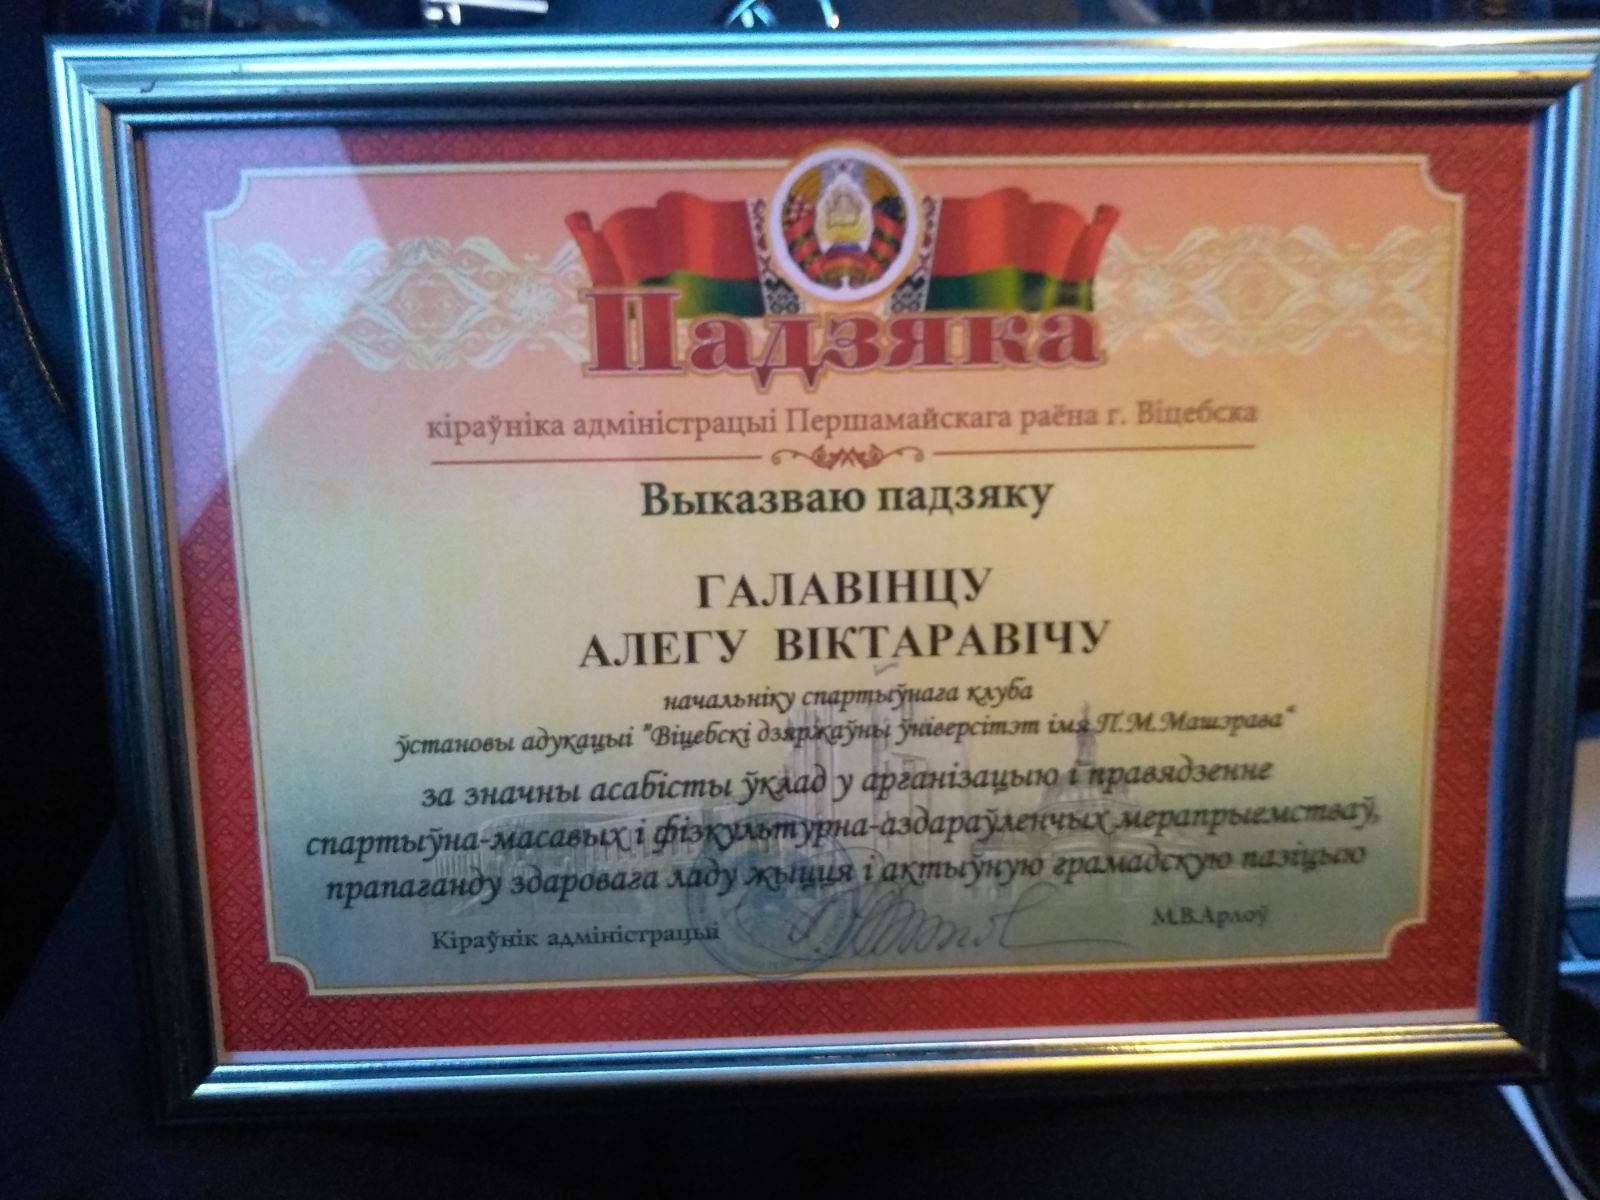 Падзяка
кіраўніка адміністрацыі Першамайскага раёна г. Віцебска
Выказваю падзяку
ГАЛАВІНЦУ
АЛЕГУ ВІКТАРАВІЧУ
начальніку спартыўнага клуба
ўстановы адукацыі "Віцебскі дзяржаўны ўніверсітэт імя П.М.Машэрава"
за значны асабісты ўклад у арганізацыю і правядзенне
спартыўна-масавых і фізкультурна-аздараўленчых мерапрыемстваў,
прапаганду здаровага ладу жыцця і актыўную грамадскую пазіцыю
Кіраўнік адміністрацыі
М.В.Арлоў